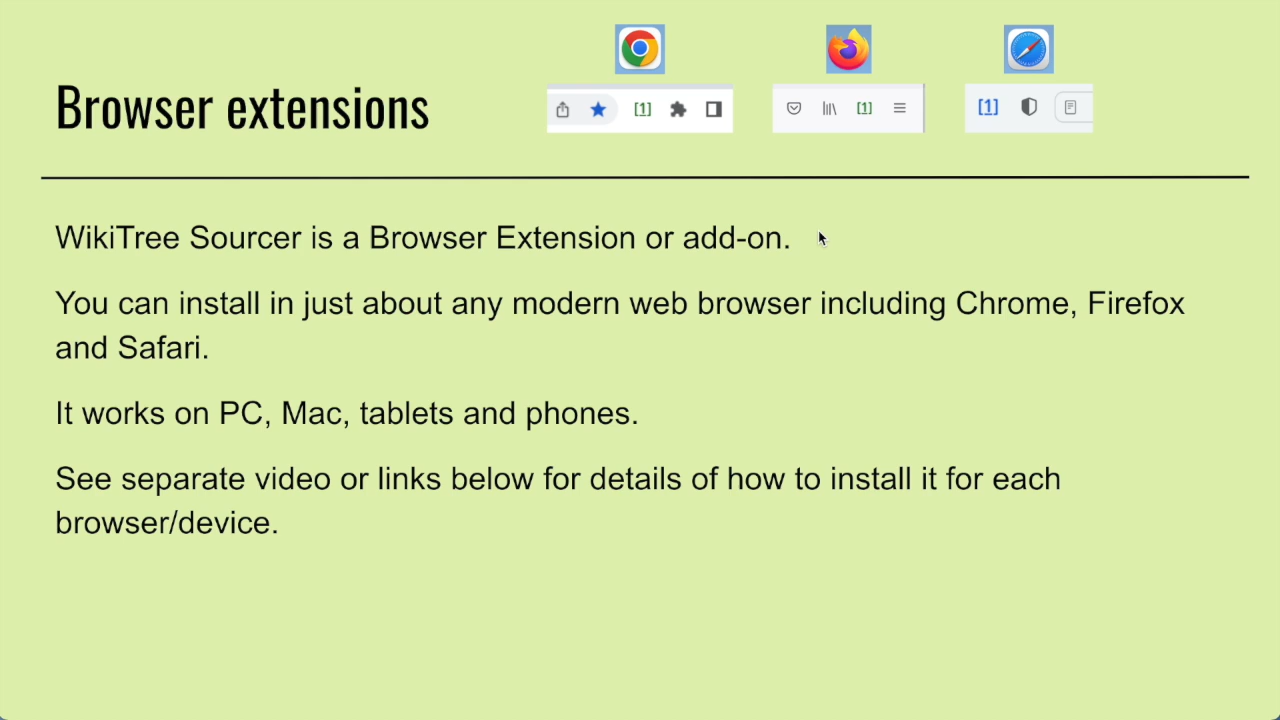 [1] [1] [1]
Browser extensions
WikiTree Sourcer is a Browser Extension or add-on.
You can install in just about any modern web browser including Chrome, Firefox
and Safari.
It works on PC, Mac, tablets and phones.
See separate video or links below for details of how to install it for each
browser/device.